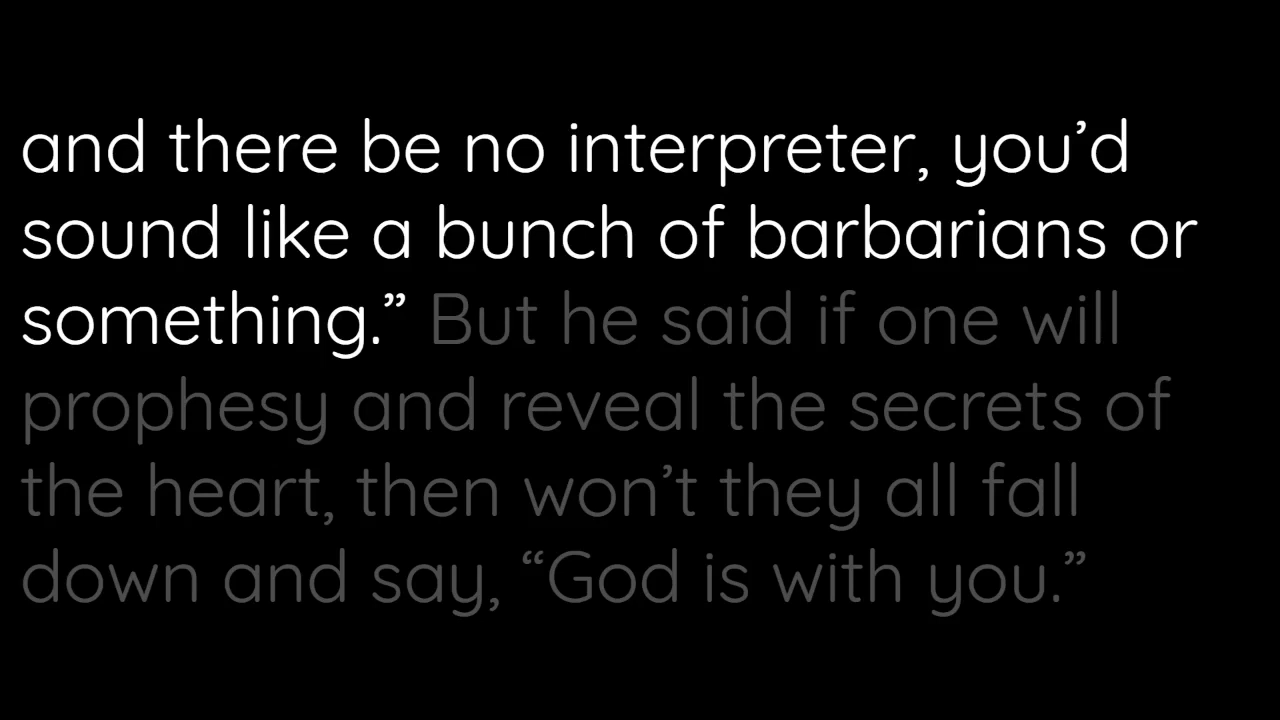 and there be no interpreter, you’d
sound like a bunch of barbarians or
something.” But he said if one will
prophesy and reveal the secrets of
the heart, then won’t they all fall
down and say, “God is with you.”